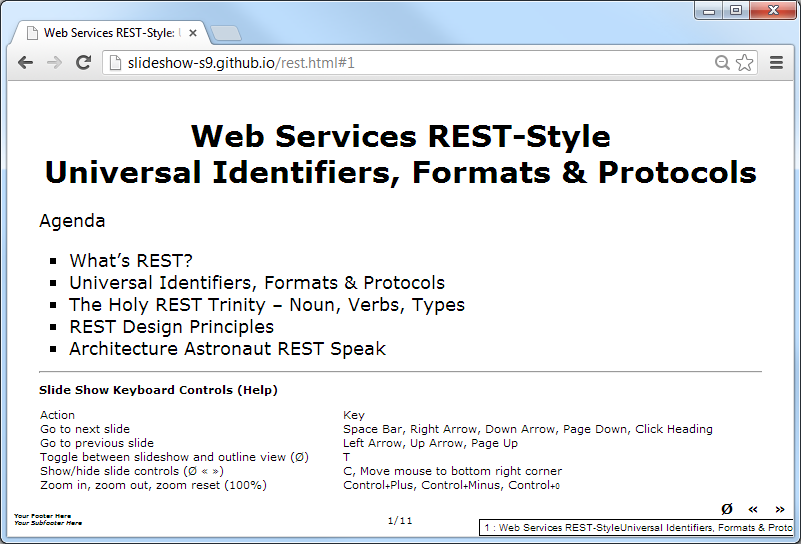 Web Services REST-Style:
slideshow-s9.github.io/rest.html#1
Web Services REST-Style
Universal Identifiers, Formats & Protocols
Agenda
What’s REST?
Universal Identifiers, Formats & Protocols
The Holy REST Trinity – Noun, Verbs, Types
REST Design Principles
Architecture Astronaut REST Speak
Slide Show Keyboard Controls (Help)
Action Key
Go to next slide Space Bar, Right Arrow, Down Arrow, Page Down, Click Heading
Go to previous slide Left Arrow, Up Arrow, Page Up
Toggle between slideshow and outline view (Ø) T
Show/hide slide controls (Ø « ») C, Move mouse to bottom right corner
Zoom in, zoom out, zoom reset (100%) Control+Plus, Control+Minus, Control+0
Ø « »
Your Footer Here
Your Subfooter Here
1/11
1 : Web Services REST-StyleUniversal Identifiers, Formats & Proto